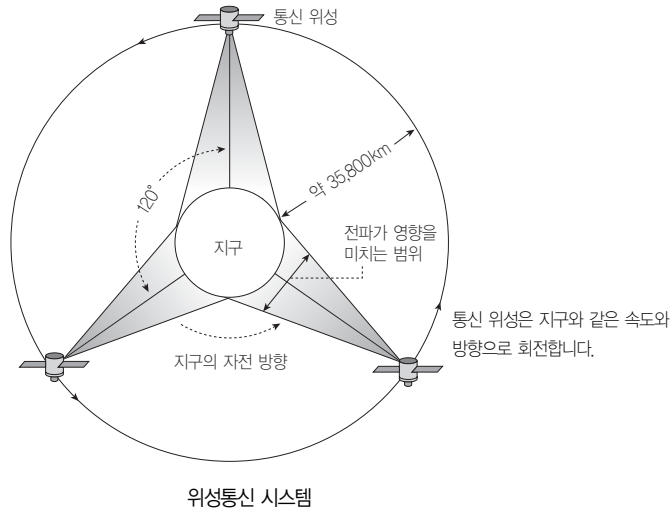 통신 위성
120°
약 35,800km
지구
전파가 영향을
미치는 범위
지구의 자전 방향
통신 위성은 지구와 같은 속도와
방향으로 회전합니다.
위성통신 시스템